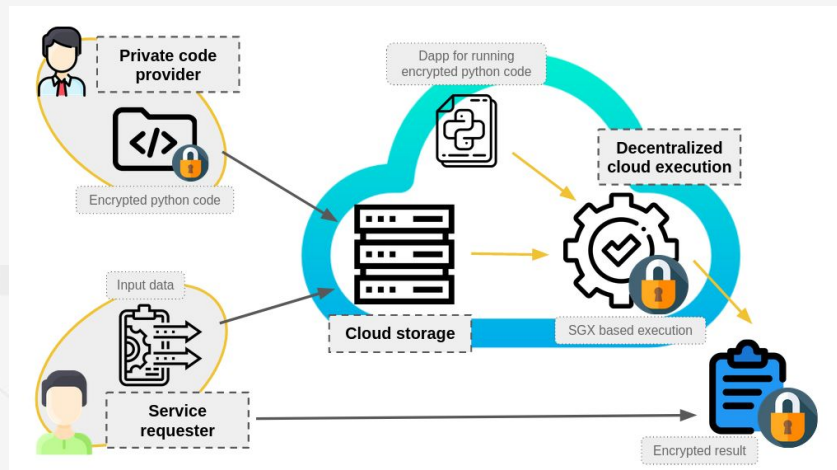 Private code
provider
Encrypted python code
Dapp for running
encrypted python code
Decentralized
cloud execution
Input data
Cloud storage
SGX based execution
Service
requester
Encrypted result